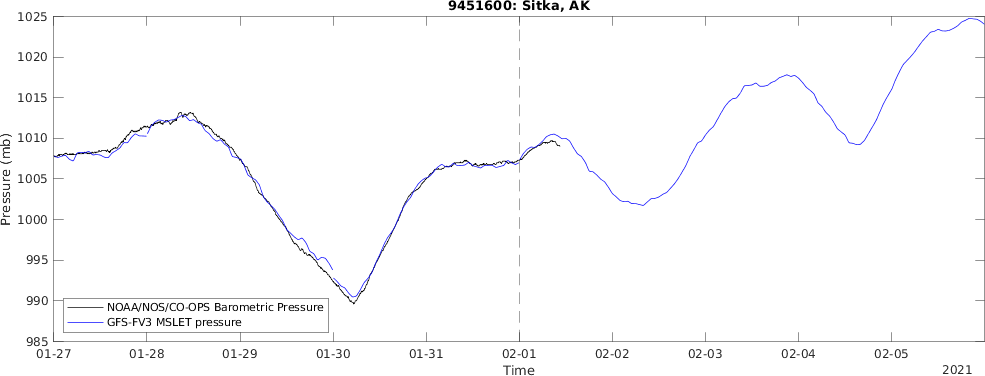 9451600: Sitka, AK
1025
1020
1015
1010
1005
1000
995
990
985
Pressure (mb)
NOAA/NOS/CO-OPS Barometric Pressure
GFS-FV3 MSLET pressure
01-27 01-28 01-29 01-30 01-31 02-01 02-02 02-03 02-04 02-05
Time
2021